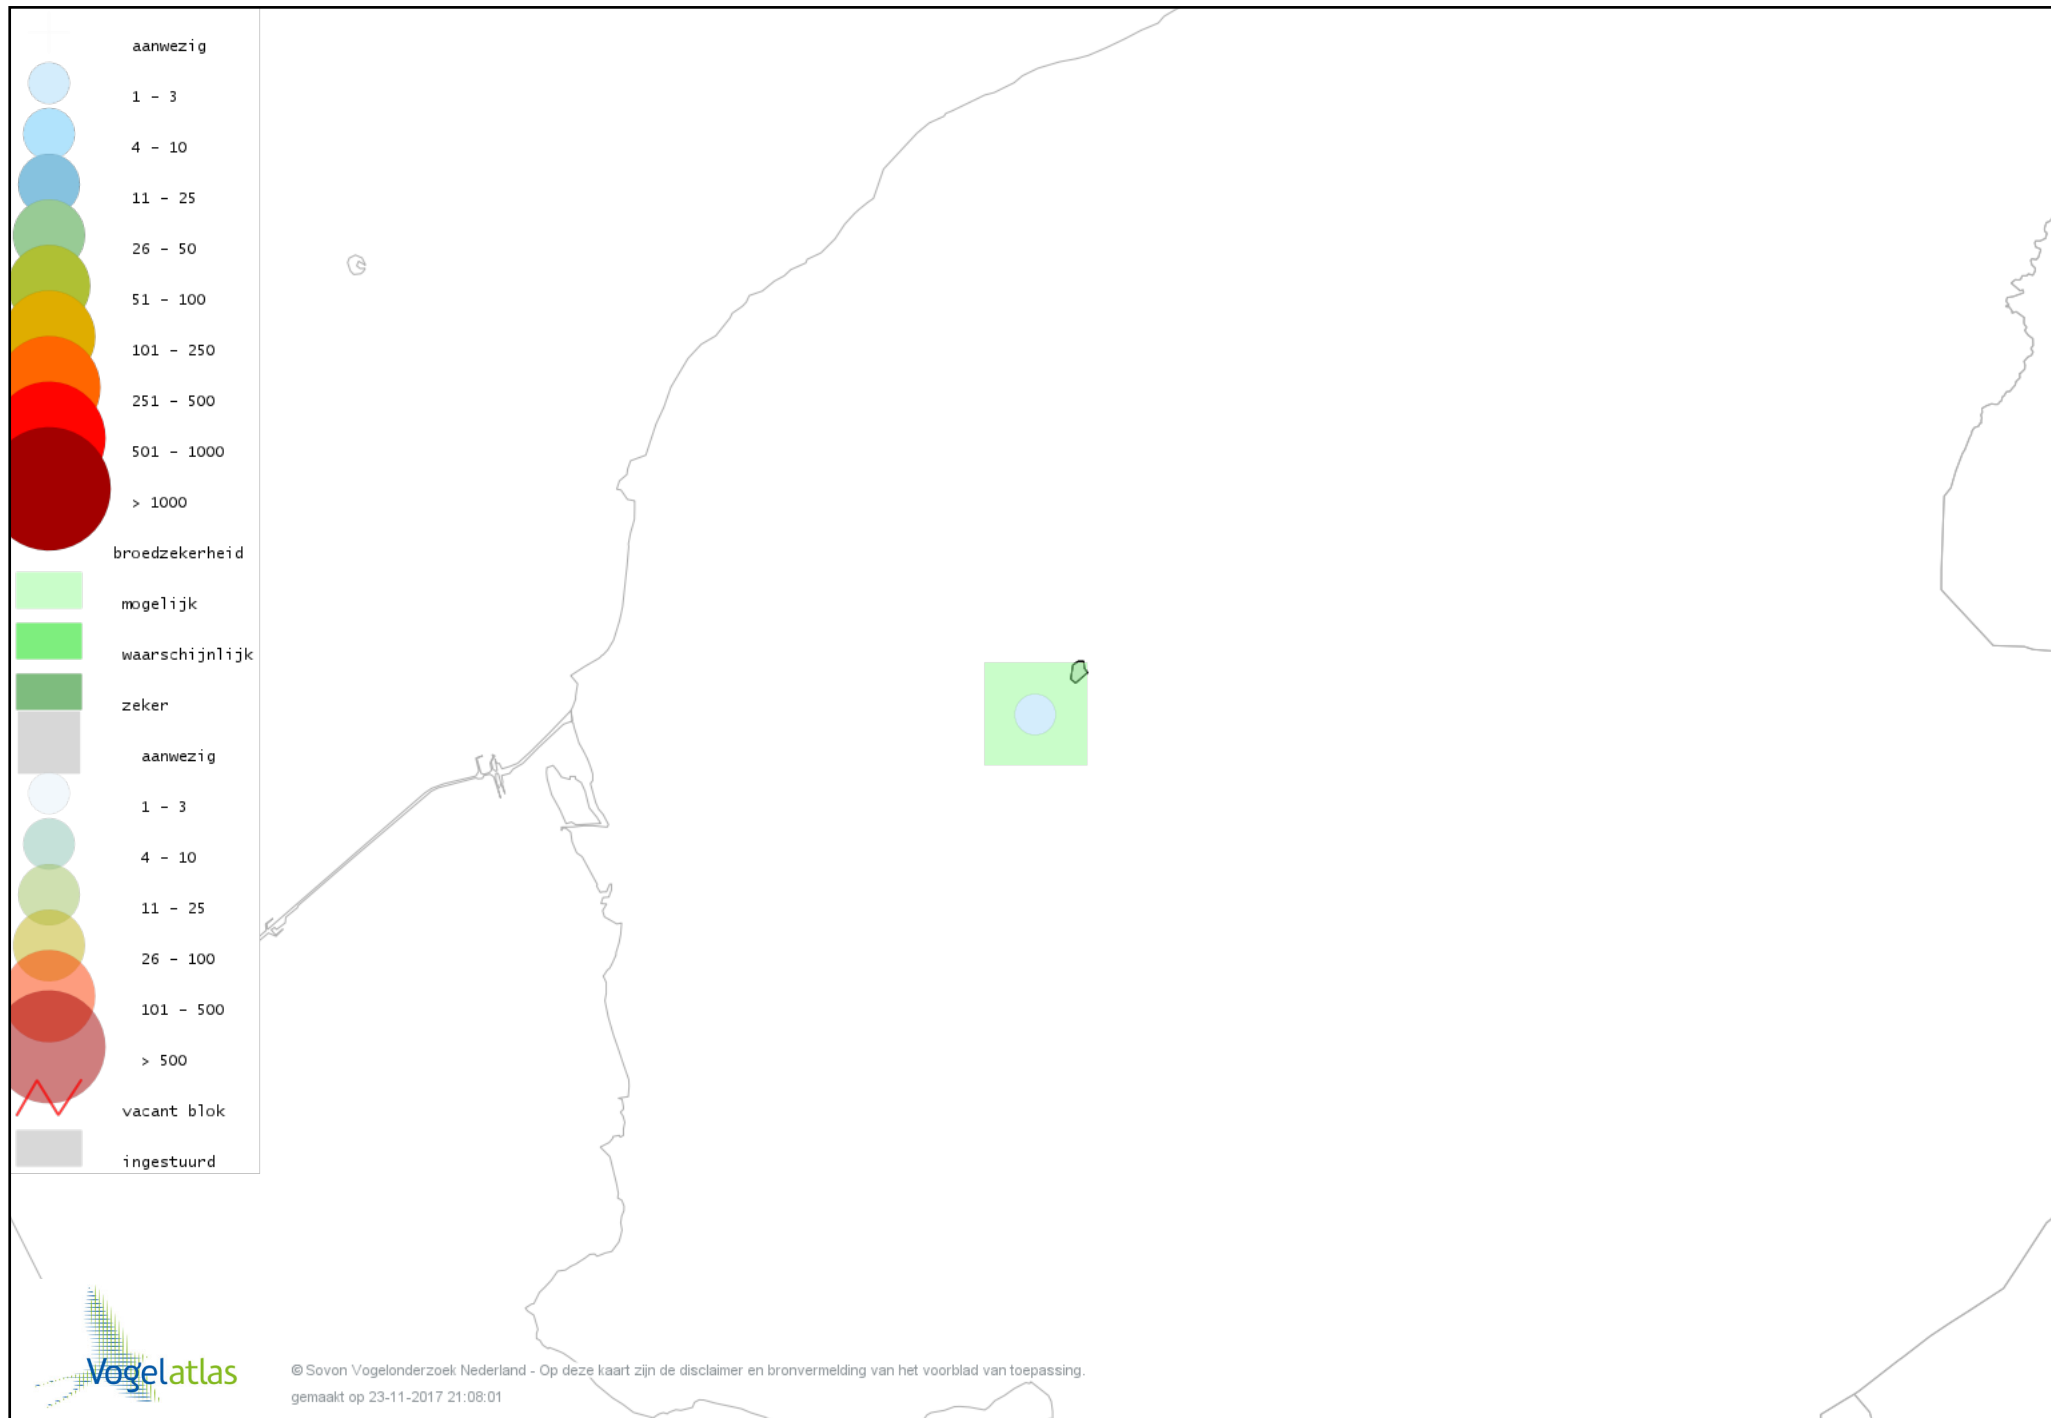 aanwezig
1 - 3
4 - 10
11 - 25
26 - 50
51 - 100
101 - 250
251 - 500
501 - 1000
> 1000
broedzekerheid
mogelijk
waarschijnlijk
zeker
aanwezig
1 - 3
4 - 10
11 - 25
26 - 100
101 - 500
> 500
vacant blok
ingestuurd
Vogelatlas
© Sovon Vogelonderzoek Nederland - Op deze kaart zijn de disclaimer en bronvermelding van het voorblad van toepassing.
gemaakt op 23-11-2017 21:08:01